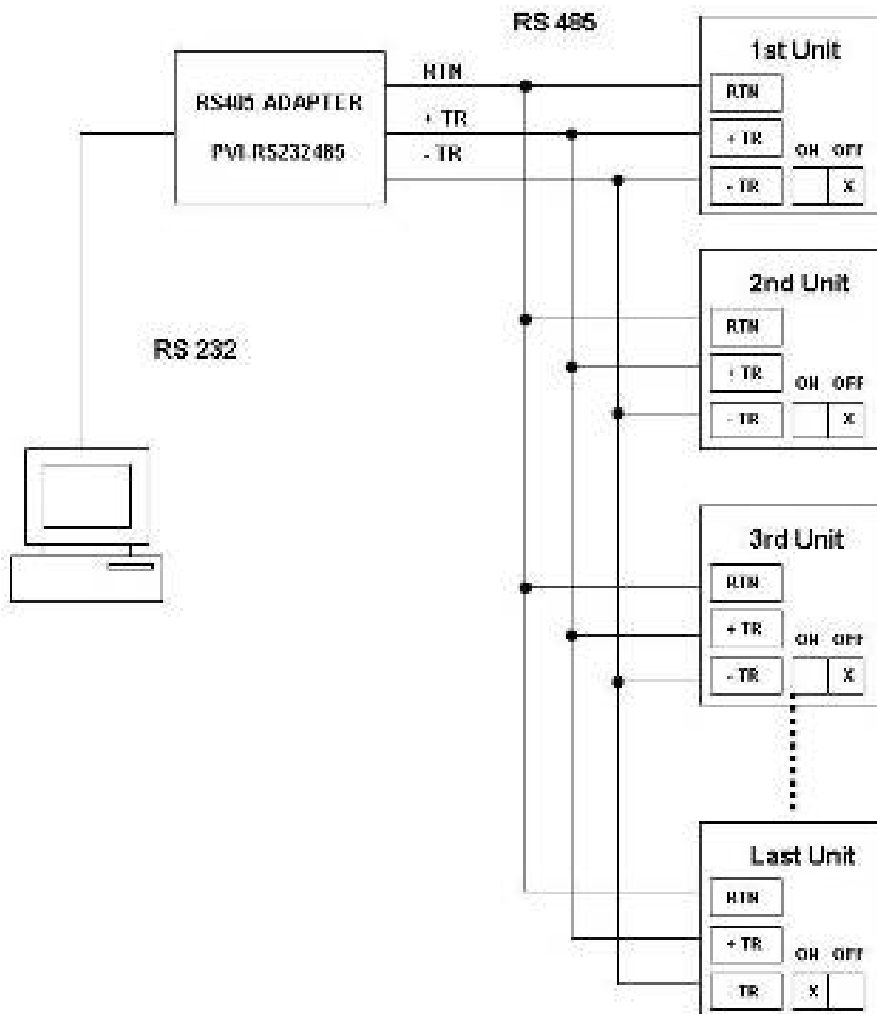 RS 485
RTN
+ TR
- TR
RS485 ADAPTER
PVI-RS232485
RS 232
1st Unit
RTN
+ TR
ON OFF
- TR
X
2nd Unit
RTN
+ TR
ON OFF
- TR
X
3rd Unit
RTN
+ TR
ON OFF
- TR
X
Last Unit
RTN
+ TR
ON OFF
TR
X